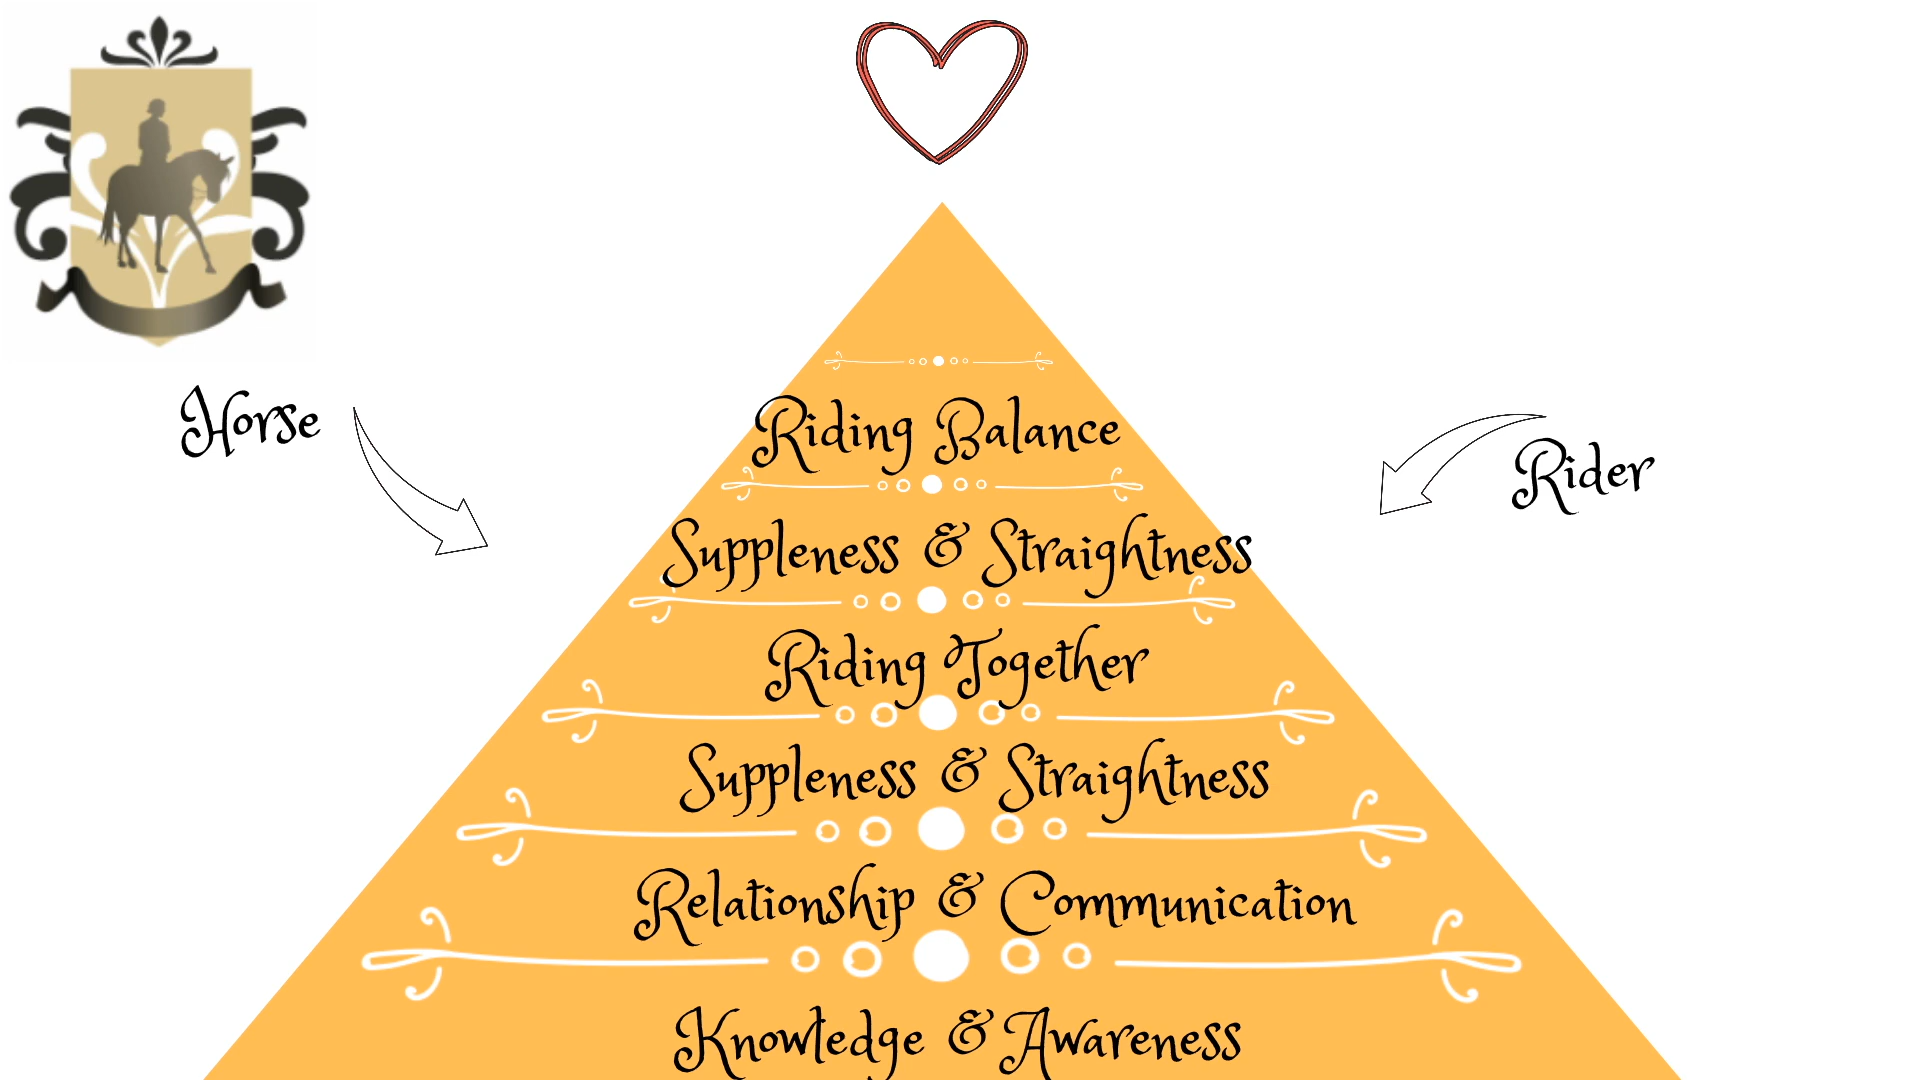 Horse
Rider
Riding Balance
Suppleness & Straightness
Riding Together
Suppleness & Straightness
Relationship & Communication
Knowledge & Awareness